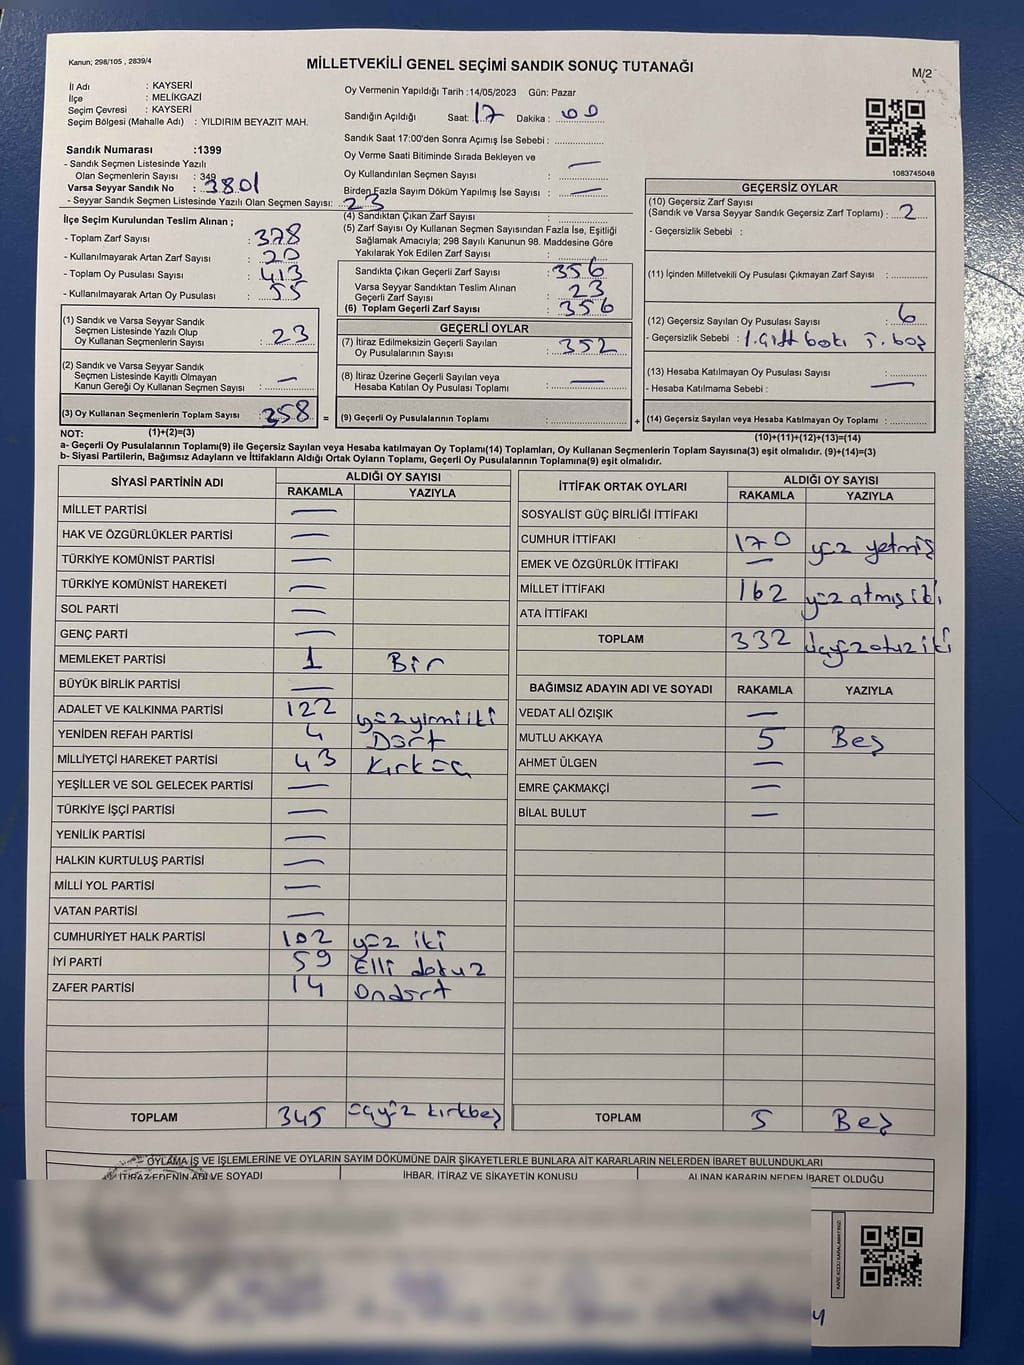 Kanun: 298/105 , 2839/4
MİLLETVEKİLİ GENEL SEÇİMİ SANDIK SONUÇ TUTANAĞI
M/2
İl Adı : KAYSERİ
İlçe : MELİKGAZİ
Seçim Çevresi : KAYSERİ
Seçim Bölgesi (Mahalle Adı) : YILDIRIM BEYAZIT MAH.
Oy Vermenin Yapıldığı Tarih :14/05/2023 Gün: Pazar
Sandığın Açıldığı Saat: 17 Dakika : 00
Sandık Saat 17:00'den Sonra Açımış İse Sebebi :
Oy Verme Saati Bitiminde Sırada Bekleyen ve
Oy Kullandırılan Seçmen Sayısı : —
Birden Fazla Sayım Döküm Yapılmış İse Sayısı : —
Sandık Numarası :1399
- Sandık Seçmen Listesinde Yazılı
Olan Seçmenlerin Sayısı : 349
Varsa Seyyar Sandık No : 3801
- Seyyar Sandık Seçmen Listesinde Yazılı Olan Seçmen Sayısı: 23
1083745048
İlçe Seçim Kurulundan Teslim Alınan ;
- Toplam Zarf Sayısı : 378
- Kullanılmayarak Artan Zarf Sayısı : 20
- Toplam Oy Pusulası Sayısı : 413
- Kullanılmayarak Artan Oy Pusulası : 55
(1) Sandık ve Varsa Seyyar Sandık
Seçmen Listesinde Yazılı Olup
Oy Kullanan Seçmenlerin Sayısı : 23
(2) Sandık ve Varsa Seyyar Sandık
Seçmen Listesinde Kayıtlı Olmayan
Kanun Gereği Oy Kullanan Seçmen Sayısı : —
(3) Oy Kullanan Seçmenlerin Toplam Sayısı : 358 =
(4) Sandıktan Çıkan Zarf Sayısı :
(5) Zarf Sayısı Oy Kullanan Seçmen Sayısından Fazla İse, Eşitliği
Sağlamak Amacıyla; 298 Sayılı Kanunun 98. Maddesine Göre
Yakılarak Yok Edilen Zarf Sayısı :
Sandıkta Çıkan Geçerli Zarf Sayısı : 356
Varsa Seyyar Sandıktan Teslim Alınan
Geçerli Zarf Sayısı : 23
(6) Toplam Geçerli Zarf Sayısı : 356
GEÇERLİ OYLAR
(7) İtiraz Edilmeksizin Geçerli Sayılan
Oy Pusulalarının Sayısı : 352
(8) İtiraz Üzerine Geçerli Sayılan veya
Hesaba Katılan Oy Pusulası Toplamı : —
(9) Geçerli Oy Pusulalarının Toplamı : +
GEÇERSİZ OYLAR
(10) Geçersiz Zarf Sayısı
(Sandık ve Varsa Seyyar Sandık Geçersiz Zarf Toplamı) : 2
- Geçersizlik Sebebi :
(11) İçinden Milletvekili Oy Pusulası Çıkmayan Zarf Sayısı :
(12) Geçersiz Sayılan Oy Pusulası Sayısı : 6
- Geçersizlik Sebebi :
(13) Hesaba Katılmayan Oy Pusulası Sayısı :
- Hesaba Katılmama Sebebi : —
(14) Geçersiz Sayılan veya Hesaba Katılmayan Oy Toplamı :
NOT: (1)+(2)=(3)
(10)+(11)+(12)+(13)=(14)
a- Geçerli Oy Pusulalarının Toplamı(9) ile Geçersiz Sayılan veya Hesaba katılmayan Oy Toplamı(14) Toplamları, Oy Kullanan Seçmenlerin Toplam Sayısına(3) eşit olmalıdır. (9)+(14)=(3)
b- Siyasi Partilerin, Bağımsız Adayların ve İttifakların Aldığı Ortak Oyların Toplamı, Geçerli Oy Pusulalarının Toplamına(9) eşit olmalıdır.
SİYASİ PARTİNİN ADI ALDIĞI OY SAYISI
RAKAMLA YAZIYLA
MİLLET PARTİSİ —
HAK VE ÖZGÜRLÜKLER PARTİSİ —
TÜRKİYE KOMÜNİST PARTİSİ —
TÜRKİYE KOMÜNİST HAREKETİ —
SOL PARTİ —
GENÇ PARTİ —
MEMLEKET PARTİSİ 1 Bir
BÜYÜK BİRLİK PARTİSİ —
ADALET VE KALKINMA PARTİSİ 122 yüzyirmiiki
YENİDEN REFAH PARTİSİ 4 Dört
MİLLİYETÇİ HAREKET PARTİSİ 43 Kırküç
YEŞİLLER VE SOL GELECEK PARTİSİ —
TÜRKİYE İŞÇİ PARTİSİ —
YENİLİK PARTİSİ —
HALKIN KURTULUŞ PARTİSİ —
MİLLİ YOL PARTİSİ —
VATAN PARTİSİ —
CUMHURİYET HALK PARTİSİ 102 yüz iki
İYİ PARTİ 59 Elli dokuz
ZAFER PARTİSİ 14 Ondört
TOPLAM 345 üçyüz kırkbeş
İTTİFAK ORTAK OYLARI ALDIĞI OY SAYISI
RAKAMLA YAZIYLA
SOSYALİST GÜÇ BİRLİĞİ İTTİFAKI
CUMHUR İTTİFAKI 170 yüz yetmiş
EMEK VE ÖZGÜRLÜK İTTİFAKI —
MİLLET İTTİFAKI 162 yüz atmış iki
ATA İTTİFAKI
TOPLAM 332 üçyüzotuz iki
BAĞIMSIZ ADAYIN ADI VE SOYADI RAKAMLA YAZIYLA
VEDAT ALİ ÖZIŞIK —
MUTLU AKKAYA 5 Beş
AHMET ÜLGEN —
EMRE ÇAKMAKÇİ —
BİLAL BULUT —
TOPLAM 5 Beş
OYLAMA İŞ VE İŞLEMLERİNE VE OYLARIN SAYIM DÖKÜMÜNE DAİR ŞİKAYETLERLE BUNLARA AİT KARARLARIN NELERDEN İBARET BULUNDUKLARI
İTİRAZ EDENİN ADI VE SOYADI İHBAR, İTİRAZ VE ŞİKAYETİN KONUSU ALINAN KARARIN NEDEN İBARET OLDUĞU